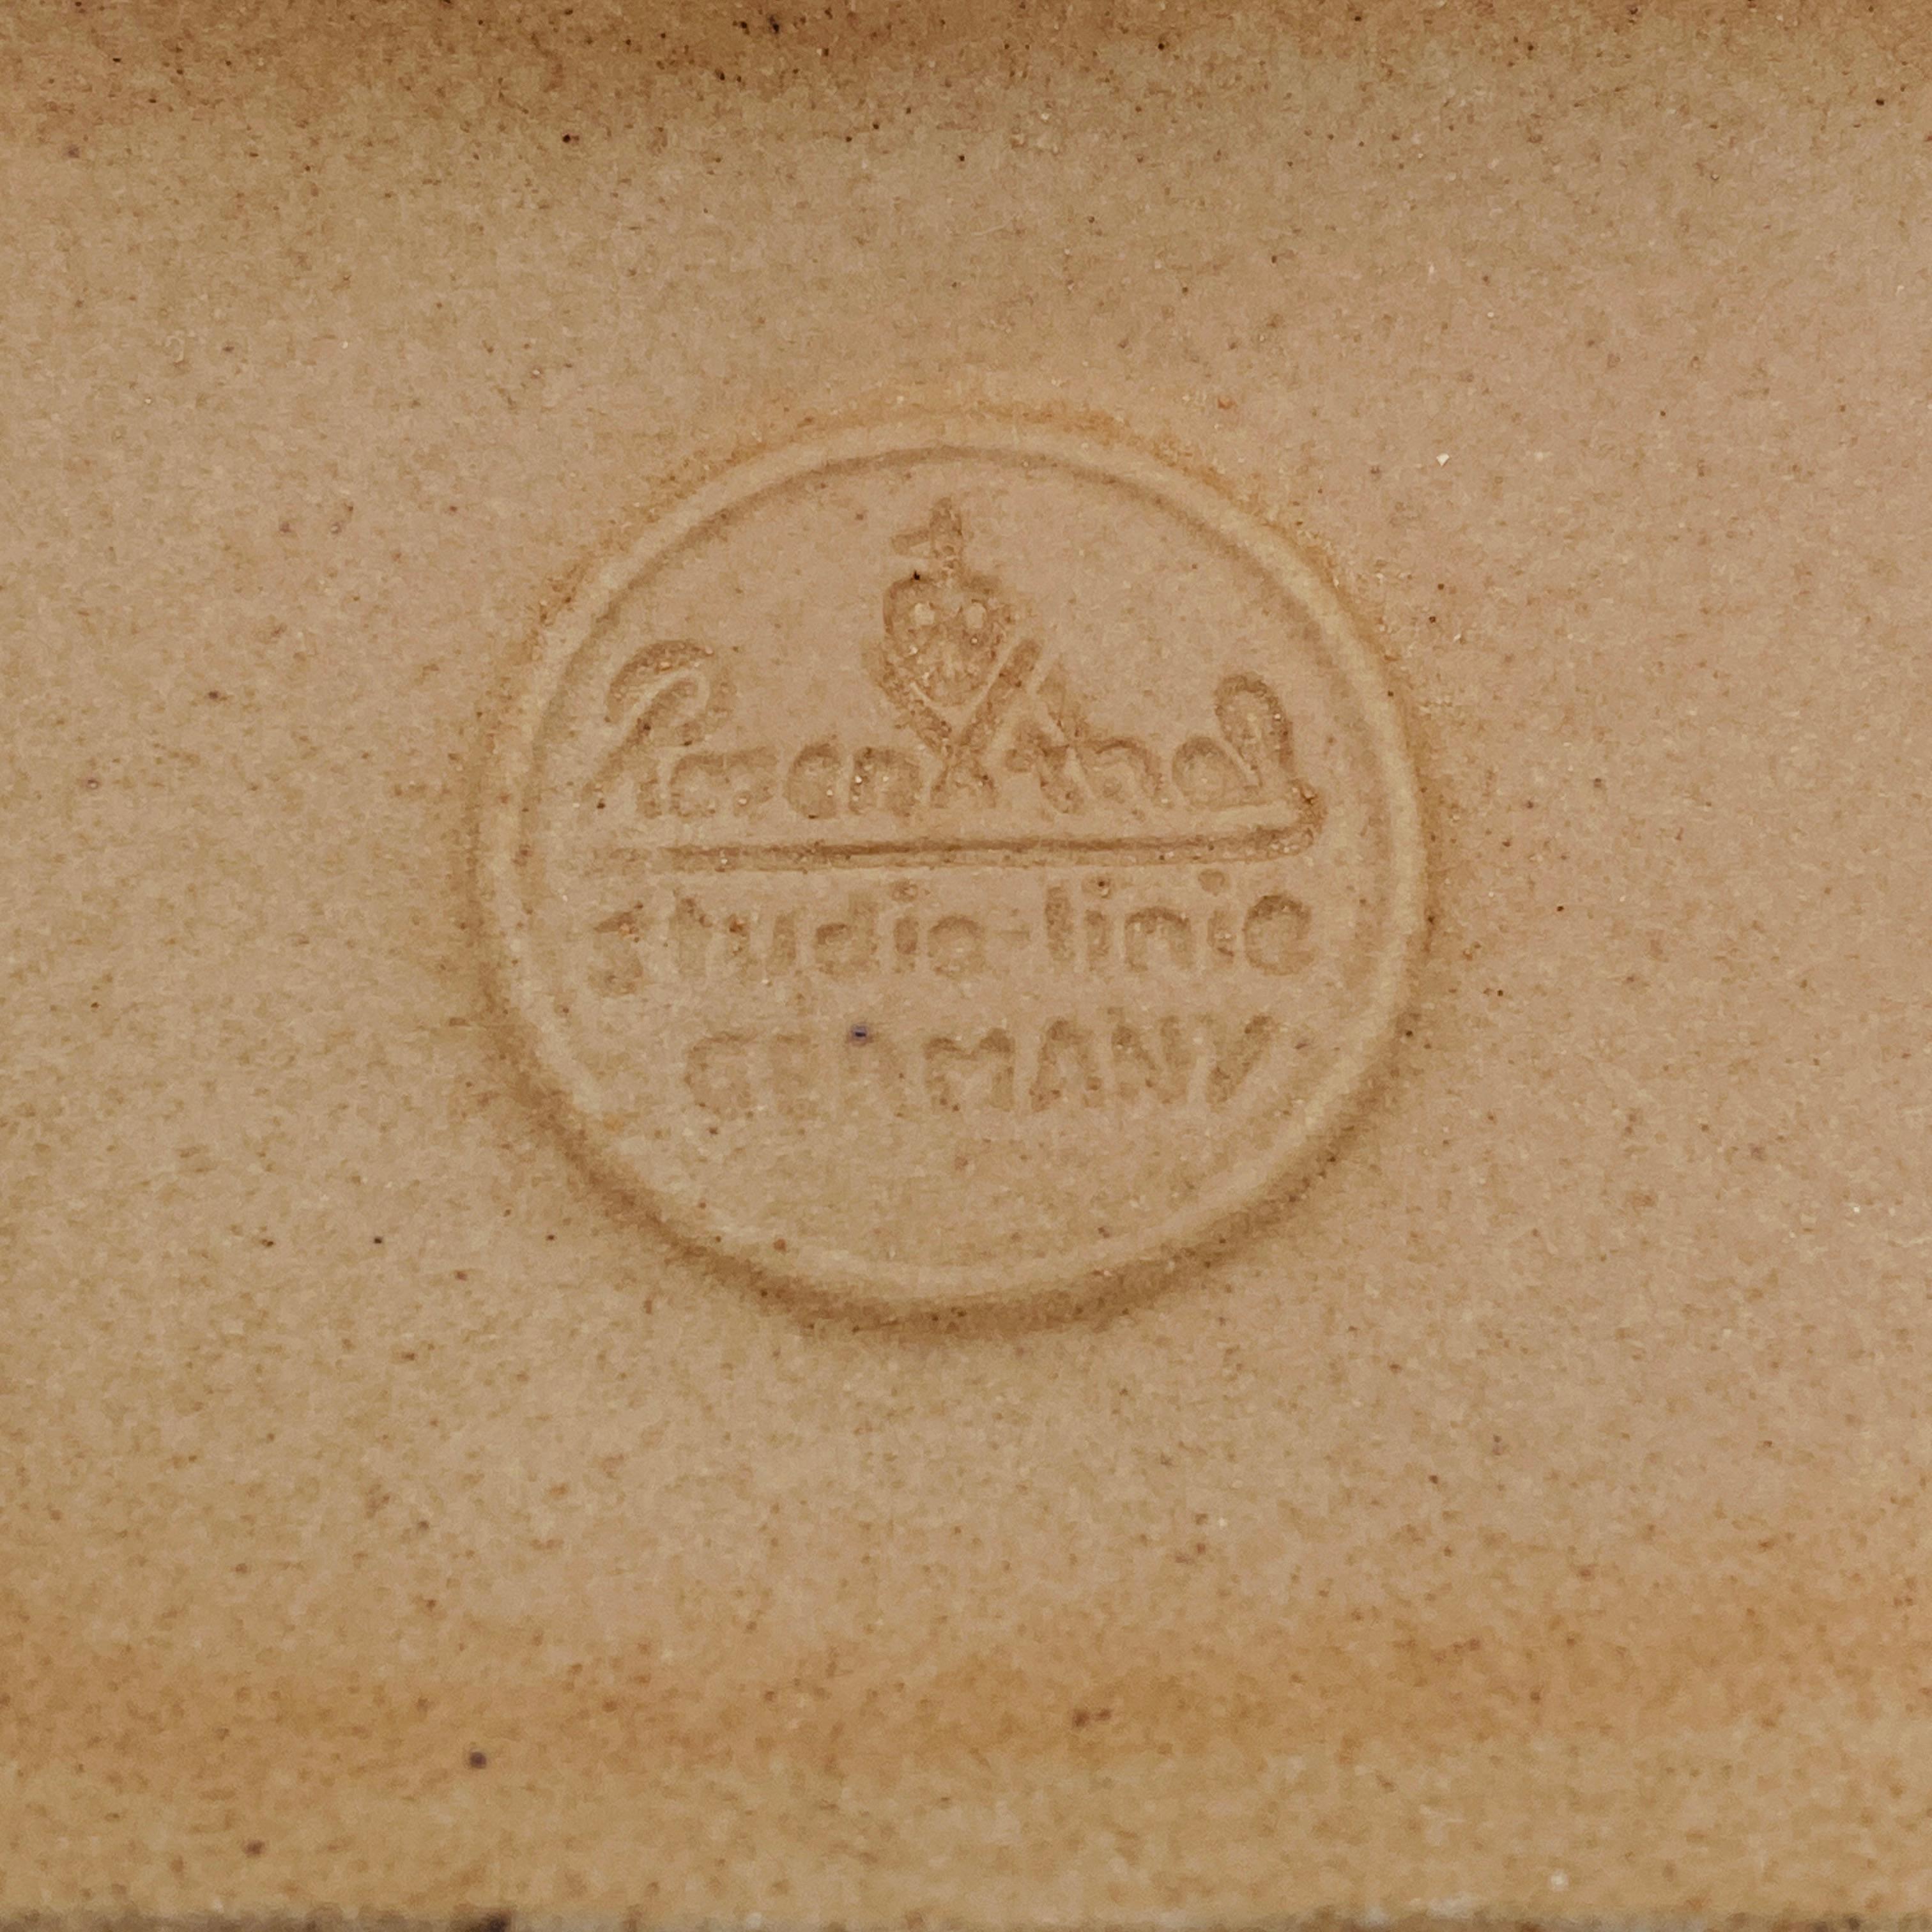 Rosenthal
studio-linie
GERMANY